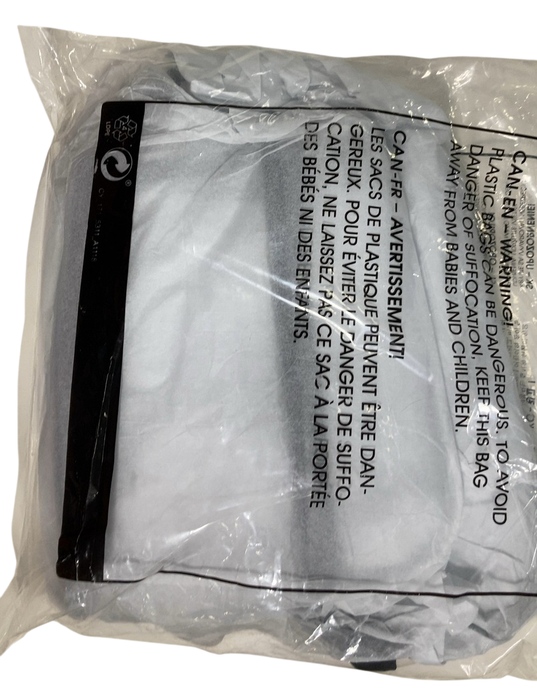 CAN-EN – WARNING!
PLASTIC BAGS CAN BE DANGEROUS. TO AVOID
DANGER OF SUFFOCATION, KEEP THIS BAG
AWAY FROM BABIES AND CHILDREN.
CAN-FR – AVERTISSEMENT!
LES SACS DE PLASTIQUE PEUVENT ÊTRE DAN-
GEREUX. POUR ÉVITER LE DANGER DE SUFFO-
CATION, NE LAISSEZ PAS CE SAC À LA PORTÉE
DES BÉBÉS NI DES ENFANTS.
4
LDPE